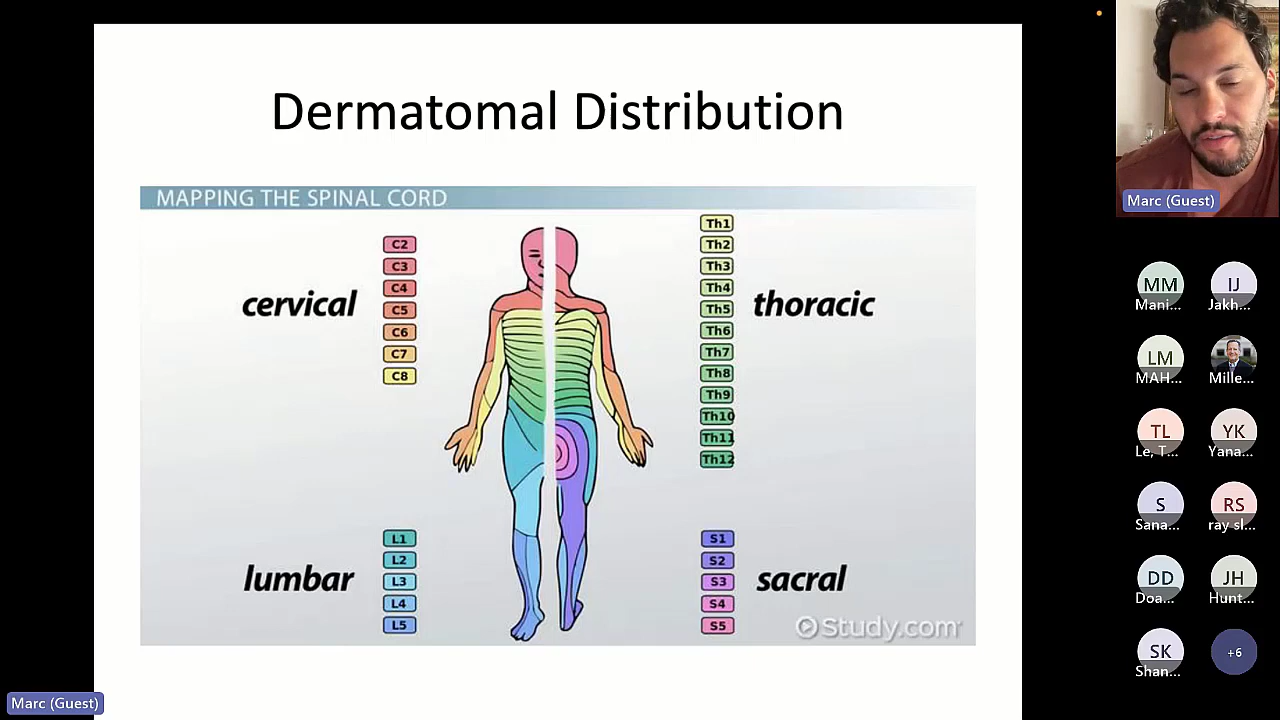 Dermatomal Distribution
MAPPING THE SPINAL CORD
cervical
C2
C3
C4
C5
C6
C7
C8
Th1
Th2
Th3
Th4
Th5
Th6
Th7
Th8
Th9
Th10
Th11
Th12
thoracic
lumbar
L1
L2
L3
L4
L5
S1
S2
S3
S4
S5
sacral
Study.com
Marc (Guest)
Marc (Guest)
MM
Mani...
IJ
Jakh...
LM
MAH...
Mille...
TL
Le, T...
YK
Yana...
S
Sana...
RS
ray sl...
DD
Doa...
JH
Hunt...
SK
Shan...
+6